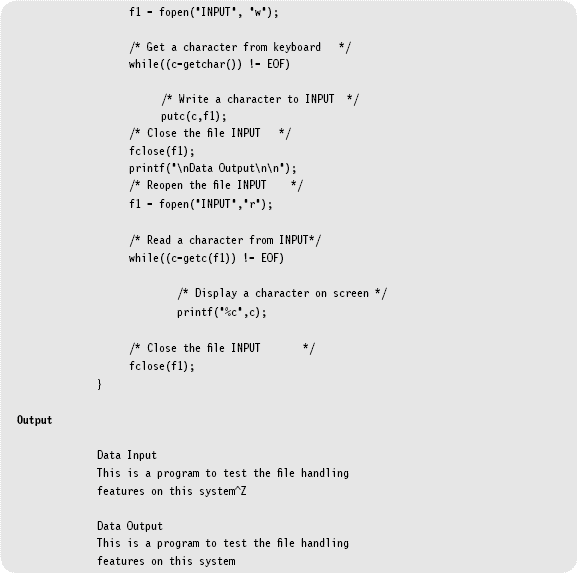 f1 = fopen("INPUT", "w");
/* Get a character from keyboard */
while((c=getchar()) != EOF)
/* Write a character to INPUT */
putc(c,f1);
/* Close the file INPUT */
fclose(f1);
printf("\nData Output\n\n");
/* Reopen the file INPUT */
f1 = fopen("INPUT","r");
/* Read a character from INPUT*/
while((c=getc(f1)) != EOF)
/* Display a character on screen */
printf("%c",c);
/* Close the file INPUT */
fclose(f1);
}
Output
Data Input
This is a program to test the file handling
features on this system^Z
Data Output
This is a program to test the file handling
features on this system